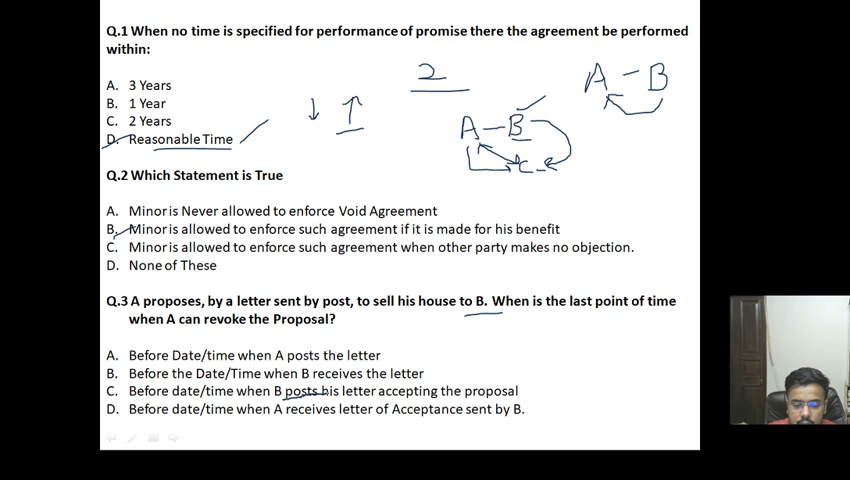 Q.1 When no time is specified for performance of promise there the agreement be performed
within:
2
A - B
A. 3 Years
B. 1 Year
C. 2 Years
D. Reasonable Time
A - B
C
Q.2 Which Statement is True
A. Minor is Never allowed to enforce Void Agreement
B. Minor is allowed to enforce such agreement if it is made for his benefit
C. Minor is allowed to enforce such agreement when other party makes no objection.
D. None of These
Q.3 A proposes, by a letter sent by post, to sell his house to B. When is the last point of time
when A can revoke the Proposal?
A. Before Date/time when A posts the letter
B. Before the Date/Time when B receives the letter
C. Before date/time when B posts his letter accepting the proposal
D. Before date/time when A receives letter of Acceptance sent by B.